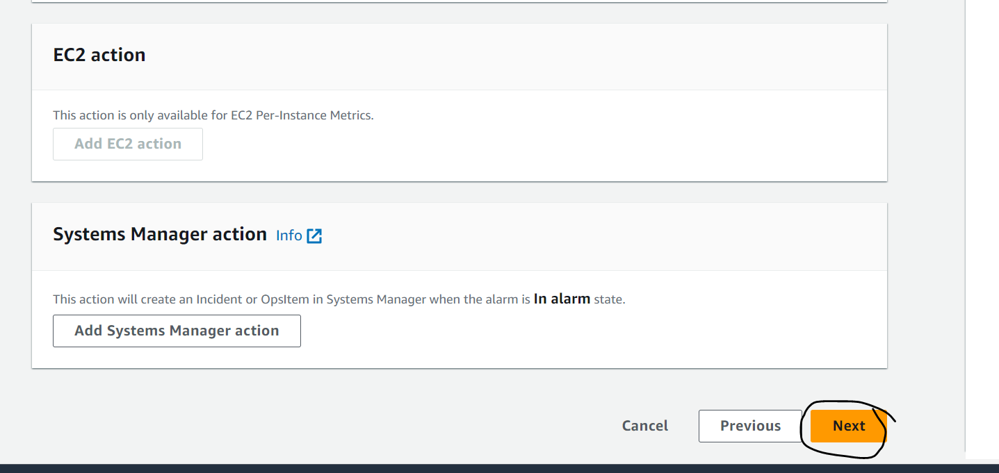 EC2 action
This action is only available for EC2 Per-Instance Metrics.
Add EC2 action
Systems Manager action Info
This action will create an Incident or OpsItem in Systems Manager when the alarm is In alarm state.
Add Systems Manager action
Cancel Previous Next